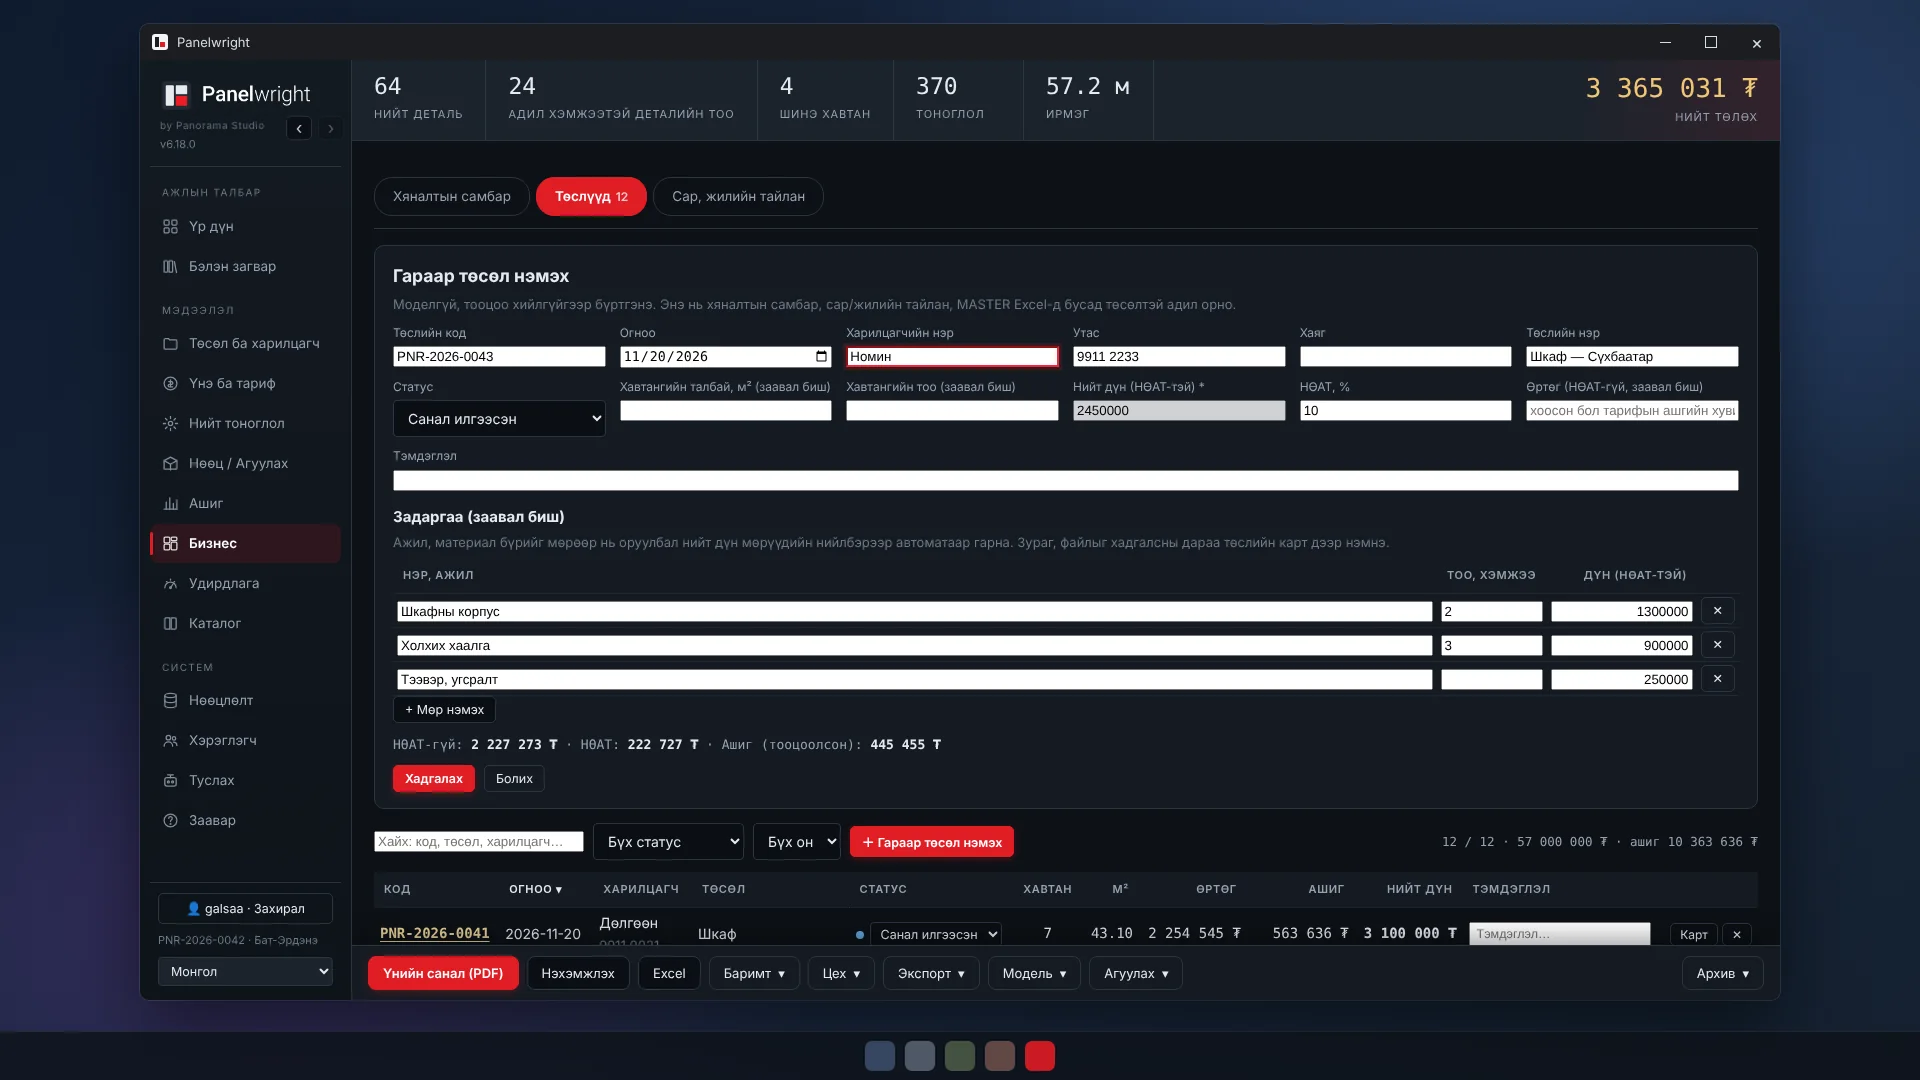 Panelwright
Panelwright
by Panorama Studio
v6.18.0
АЖЛЫН ТАЛБАР
Үр дүн
Бэлэн загвар
МЭДЭЭЛЭЛ
Төсөл ба харилцагч
Үнэ ба тариф
Нийт тоноглол
Нөөц / Агуулах
Ашиг
Бизнес
Удирдлага
Каталог
СИСТЕМ
Нөөцлөлт
Хэрэглэгч
Туслах
Заавар
galsaa · Захирал
PNR-2026-0042 · Бат-Эрдэнэ
Монгол
64
НИЙТ ДЕТАЛЬ
24
АДИЛ ХЭМЖЭЭТЭЙ ДЕТАЛИЙН ТОО
4
ШИНЭ ХАВТАН
370
ТОНОГЛОЛ
57.2 м
ИРМЭГ
3 365 031 ₮
НИЙТ ТӨЛӨХ
Хяналтын самбар
Төслүүд 12
Сар, жилийн тайлан
Гараар төсөл нэмэх
Моделгүй, тооцоо хийлгүйгээр бүртгэнэ. Энэ нь хяналтын самбар, сар/жилийн тайлан, MASTER Excel-д бусад төсөлтэй адил орно.
Төслийн код Огноо Харилцагчийн нэр Утас Хаяг Төслийн нэр
PNR-2026-0043 11/20/2026 Номин 9911 2233 Шкаф — Сүхбаатар
Статус Хавтангийн талбай, м² (заавал биш) Хавтангийн тоо (заавал биш) Нийт дүн (НӨАТ-тэй) * НӨАТ, % Өртөг (НӨАТ-гүй, заавал биш)
Санал илгээсэн 2450000 10 хоосон бол тарифын ашгийн хуви
Тэмдэглэл
Задаргаа (заавал биш)
Ажил, материал бүрийг мөрөөр нь оруулбал нийт дүн мөрүүдийн нийлбэрээр автоматаар гарна. Зураг, файлыг хадгалсны дараа төслийн карт дээр нэмнэ.
НЭР, АЖИЛ ТОО, ХЭМЖЭЭ ДҮН (НӨАТ-ТЭЙ)
Шкафны корпус 2 1300000 ×
Холхих хаалга 3 900000 ×
Тээвэр, угсралт 250000 ×
+ Мөр нэмэх
НӨАТ-гүй: 2 227 273 ₮ · НӨАТ: 222 727 ₮ · Ашиг (тооцоолсон): 445 455 ₮
Хадгалах Болих
Хайх: код, төсөл, харилцагч... Бүх статус Бүх он + Гараар төсөл нэмэх 12 / 12 · 57 000 000 ₮ · ашиг 10 363 636 ₮
КОД ОГНОО ▾ ХАРИЛЦАГЧ ТӨСӨЛ СТАТУС ХАВТАН М² ӨРТӨГ АШИГ НИЙТ ДҮН ТЭМДЭГЛЭЛ
PNR-2026-0041 2026-11-20 Дөлгөөн Шкаф Санал илгээсэн 7 43.10 2 254 545 ₮ 563 636 ₮ 3 100 000 ₮ Тэмдэглэл... Карт ×
Үнийн санал (PDF) Нэхэмжлэх Excel Баримт ▾ Цех ▾ Экспорт ▾ Модель ▾ Агуулах ▾ Архив ▾